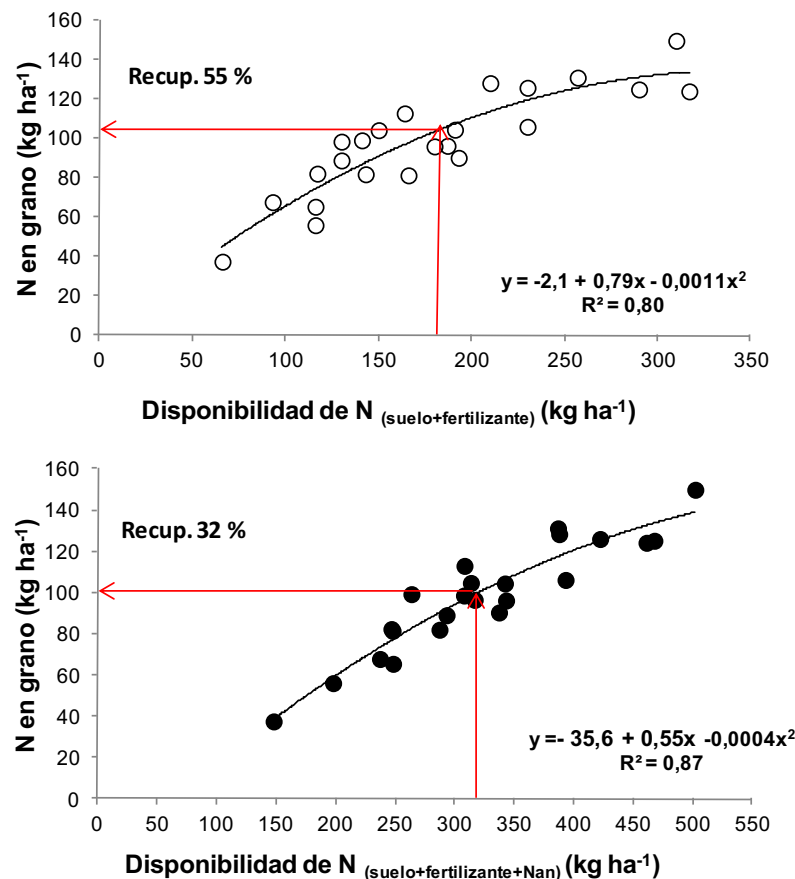 160
140
120
100
80
60
40
20
0
N en grano (kg ha-1)
Recup. 55 %
y = -2,1 + 0,79x - 0,0011x²
R² = 0,80
0 50 100 150 200 250 300 350
Disponibilidad de N (suelo+fertilizante) (kg ha-1)
160
140
120
100
80
60
40
20
0
N en grano (kg ha-1)
Recup. 32 %
y =- 35,6 + 0,55x -0,0004x²
R² = 0,87
0 50 100 150 200 250 300 350 400 450 500 550
Disponibilidad de N (suelo+fertilizante+Nan) (kg ha-1)